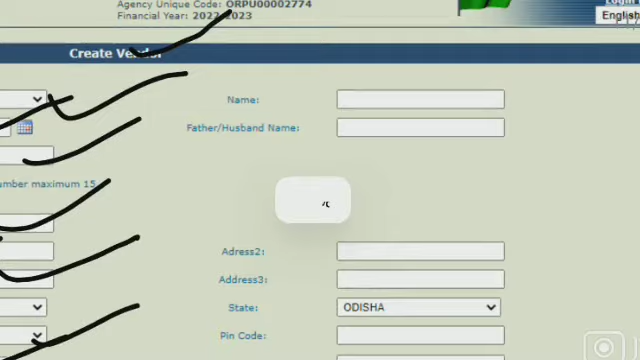 Agency Unique Code: ORPU00002774
Login
Financial Year: 2022-2023
English
Create Vendor
Name:
Father/Husband Name:
umber maximum 15
Adress2:
Address3:
State: ODISHA
Pin Code: